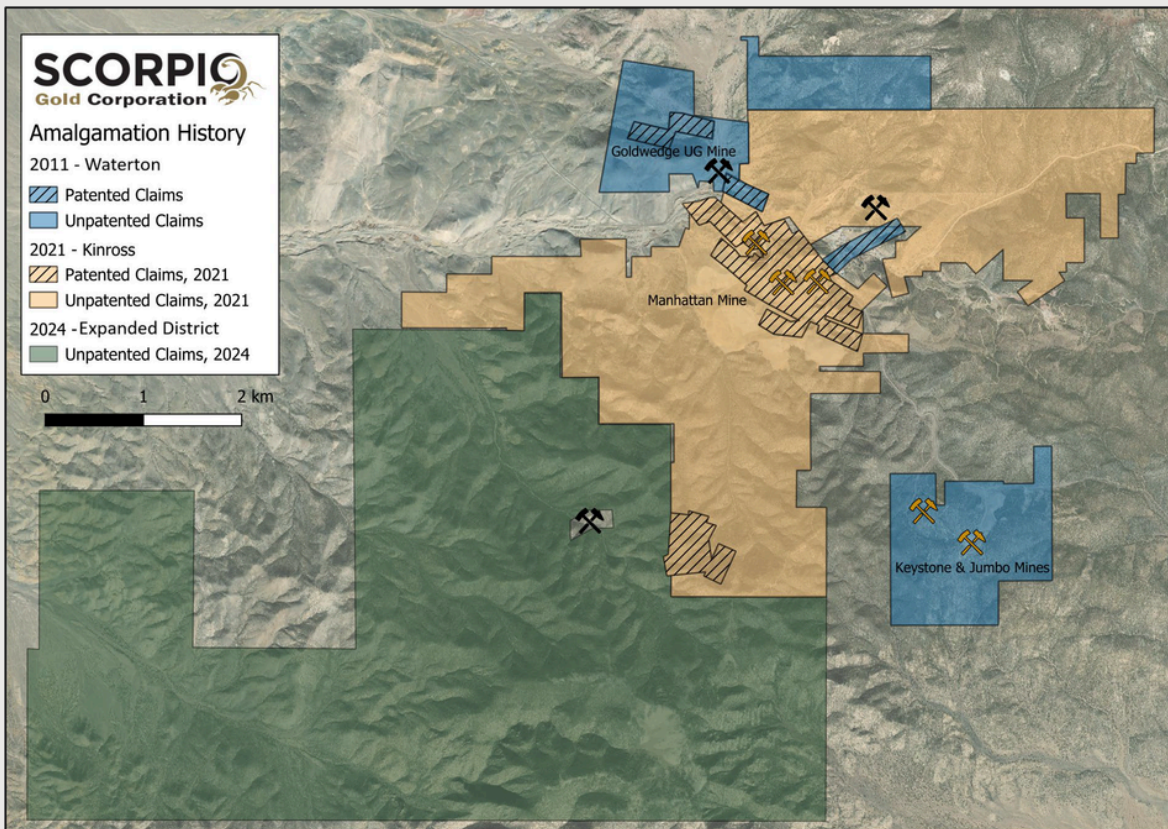 SCORPIO
Gold Corporation
Amalgamation History
2011 - Waterton
Patented Claims
Unpatented Claims
2021 - Kinross
Patented Claims, 2021
Unpatented Claims, 2021
2024 - Expanded District
Unpatented Claims, 2024
0 1 2 km
Goldwedge UG Mine
Manhattan Mine
Keystone & Jumbo Mines